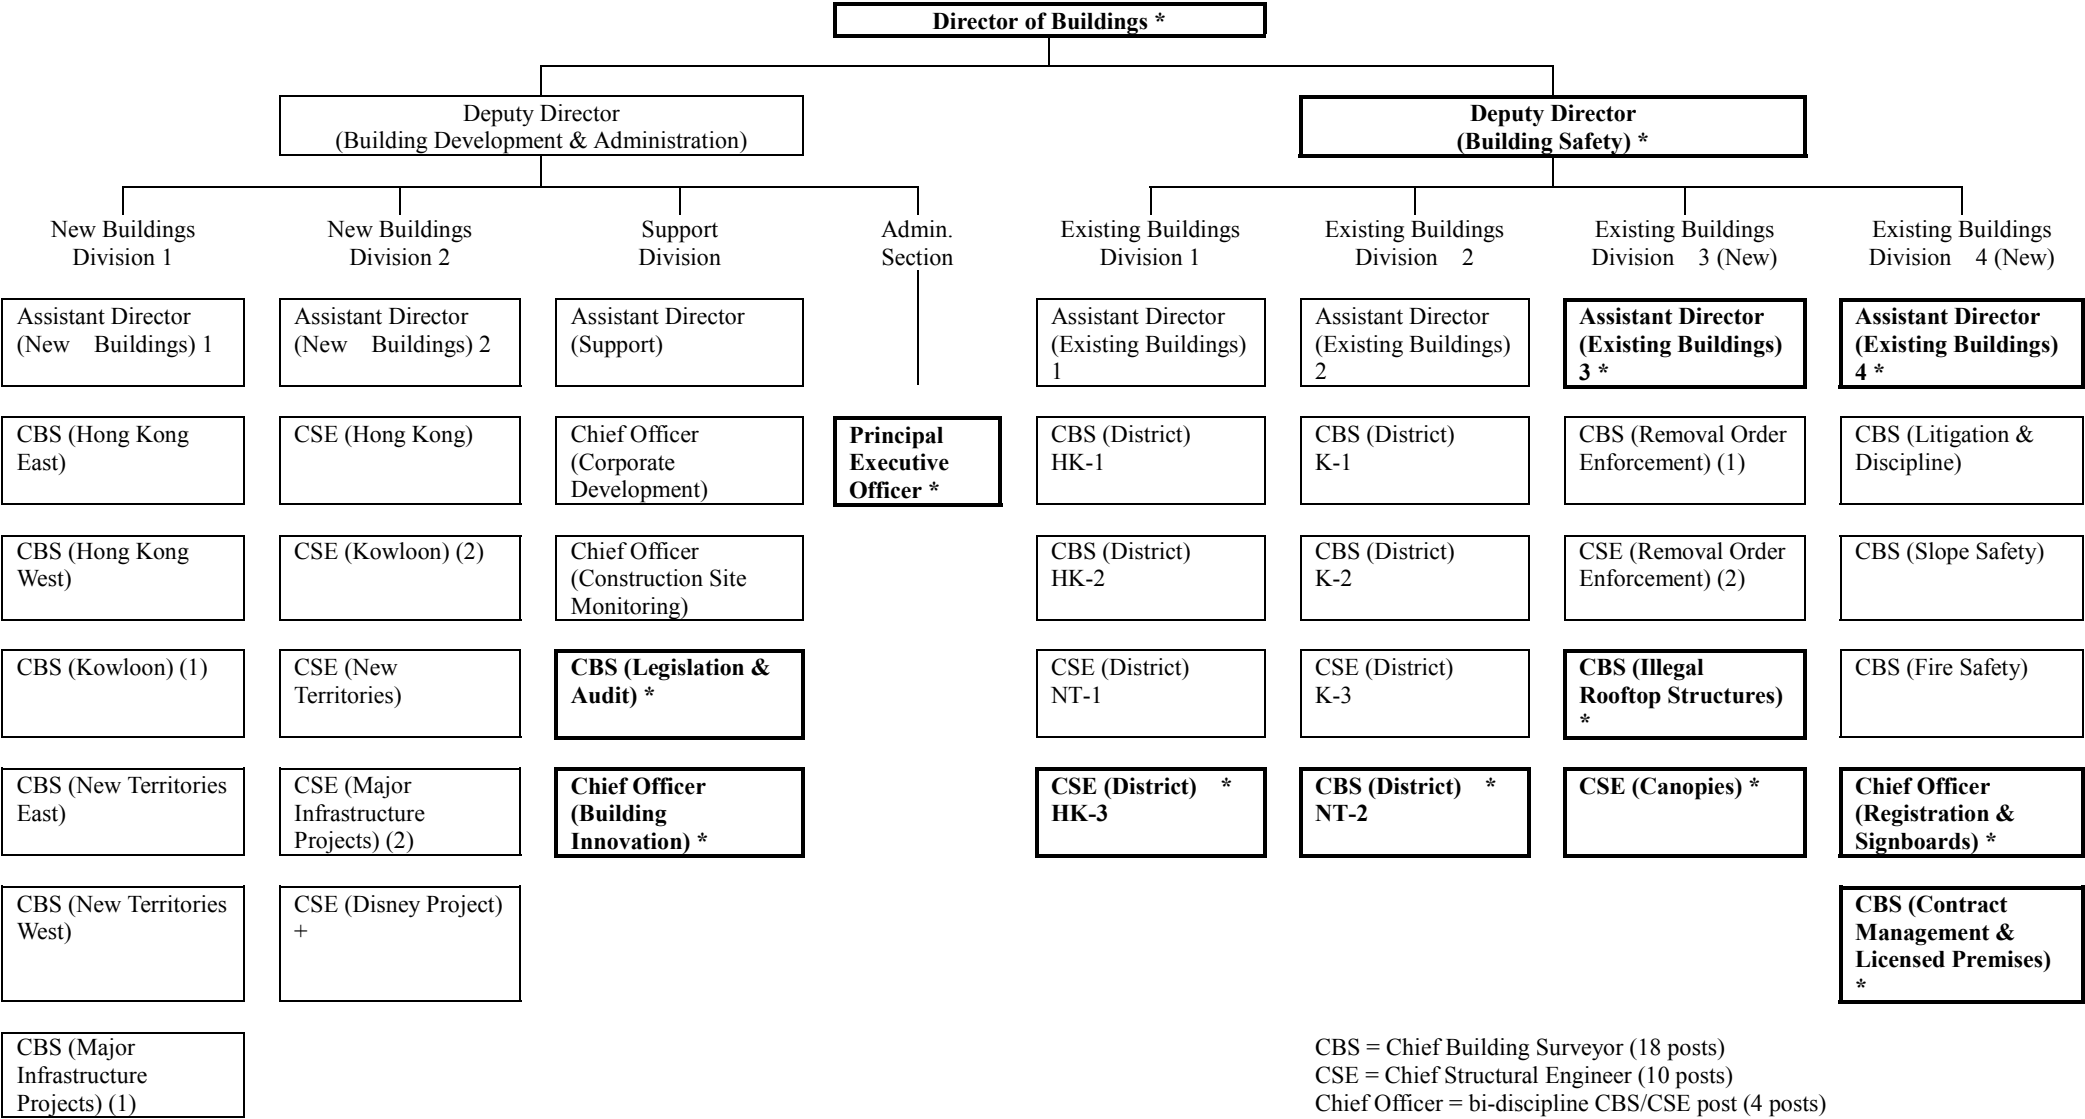 Director of Buildings *
Deputy Director
(Building Development & Administration)
Deputy Director
(Building Safety) *
New Buildings
Division 1
New Buildings
Division 2
Support
Division
Admin.
Section
Existing Buildings
Division 1
Existing Buildings
Division 2
Existing Buildings
Division 3 (New)
Existing Buildings
Division 4 (New)
Assistant Director
(New Buildings) 1
Assistant Director
(New Buildings) 2
Assistant Director
(Support)
Assistant Director
(Existing Buildings)
1
Assistant Director
(Existing Buildings)
2
Assistant Director
(Existing Buildings)
3 *
Assistant Director
(Existing Buildings)
4 *
CBS (Hong Kong
East)
CSE (Hong Kong)
Chief Officer
(Corporate
Development)
Principal
Executive
Officer *
CBS (District)
HK-1
CBS (District)
K-1
CBS (Removal Order
Enforcement) (1)
CBS (Litigation &
Discipline)
CBS (Hong Kong
West)
CSE (Kowloon) (2)
Chief Officer
(Construction Site
Monitoring)
CBS (District)
HK-2
CBS (District)
K-2
CSE (Removal Order
Enforcement) (2)
CBS (Slope Safety)
CBS (Kowloon) (1)
CSE (New
Territories)
CBS (Legislation &
Audit) *
CSE (District)
NT-1
CSE (District)
K-3
CBS (Illegal
Rooftop Structures)
*
CBS (Fire Safety)
CBS (New Territories
East)
CSE (Major
Infrastructure
Projects) (2)
Chief Officer
(Building
Innovation) *
CSE (District) *
HK-3
CBS (District) *
NT-2
CSE (Canopies) *
Chief Officer
(Registration &
Signboards) *
CBS (New Territories
West)
CSE (Disney Project)
+
CBS (Contract
Management &
Licensed Premises)
*
CBS (Major
Infrastructure
Projects) (1)
CBS = Chief Building Surveyor (18 posts)
CSE = Chief Structural Engineer (10 posts)
Chief Officer = bi-discipline CBS/CSE post (4 posts)